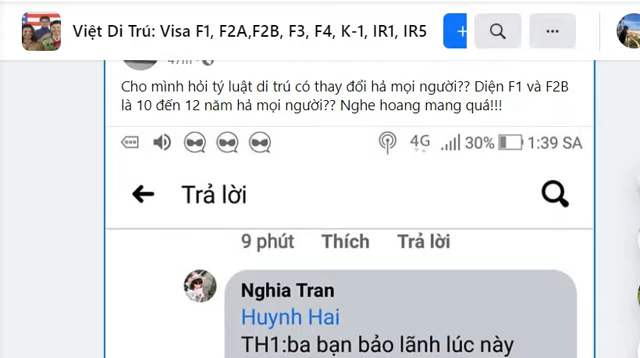 Việt Di Trú: Visa F1, F2A,F2B, F3, F4, K-1, IR1, IR5
Cho mình hỏi tý luật di trú có thay đổi hả mọi người?? Diện F1 và F2B
là 10 đến 12 năm hả mọi người?? Nghe hoang mang quá!!!
4G 30% 1:39 SA
Trả lời
9 phút Thích Trả lời
Nghia Tran
Huynh Hai
TH1:ba bạn bảo lãnh lúc này